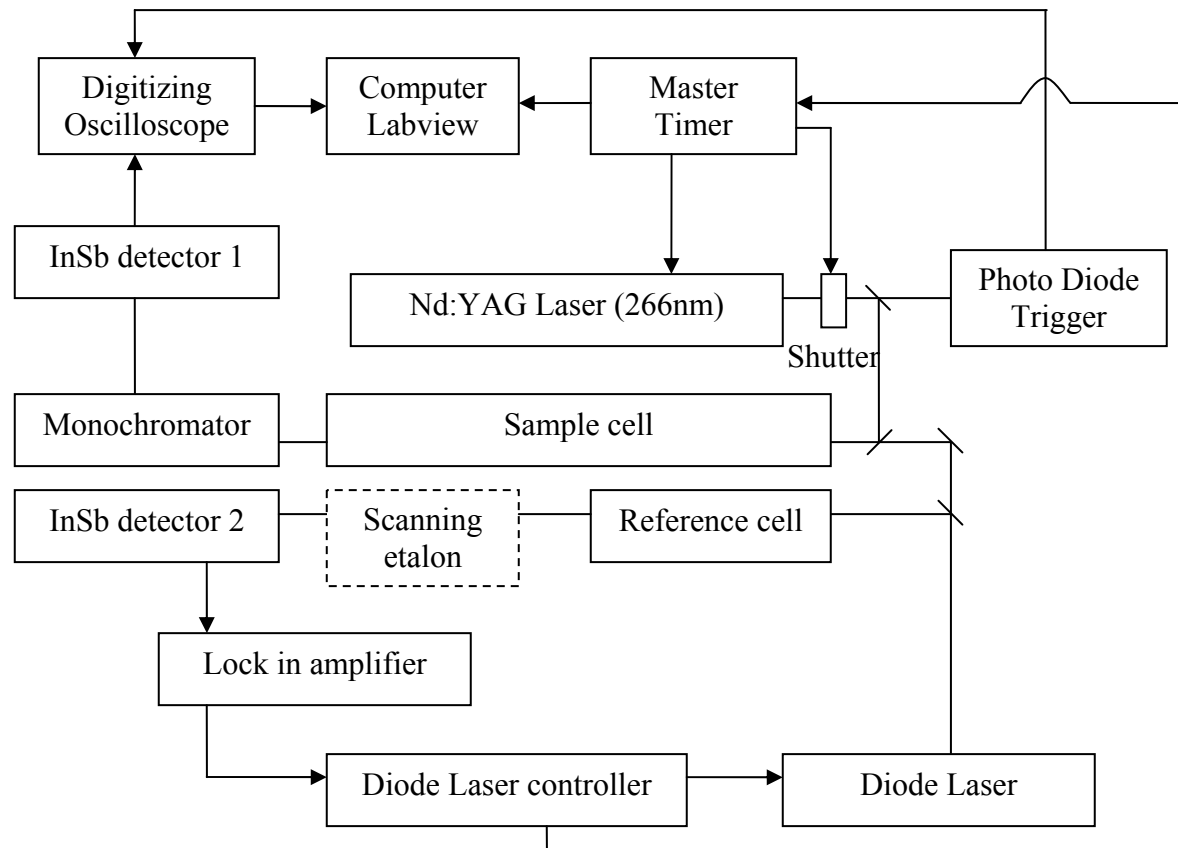 Digitizing
Oscilloscope
Computer
Labview
Master
Timer
InSb detector 1
Nd:YAG Laser (266nm)
Photo Diode
Trigger
Shutter
Monochromator
Sample cell
InSb detector 2
Scanning
etalon
Reference cell
Lock in amplifier
Diode Laser controller
Diode Laser